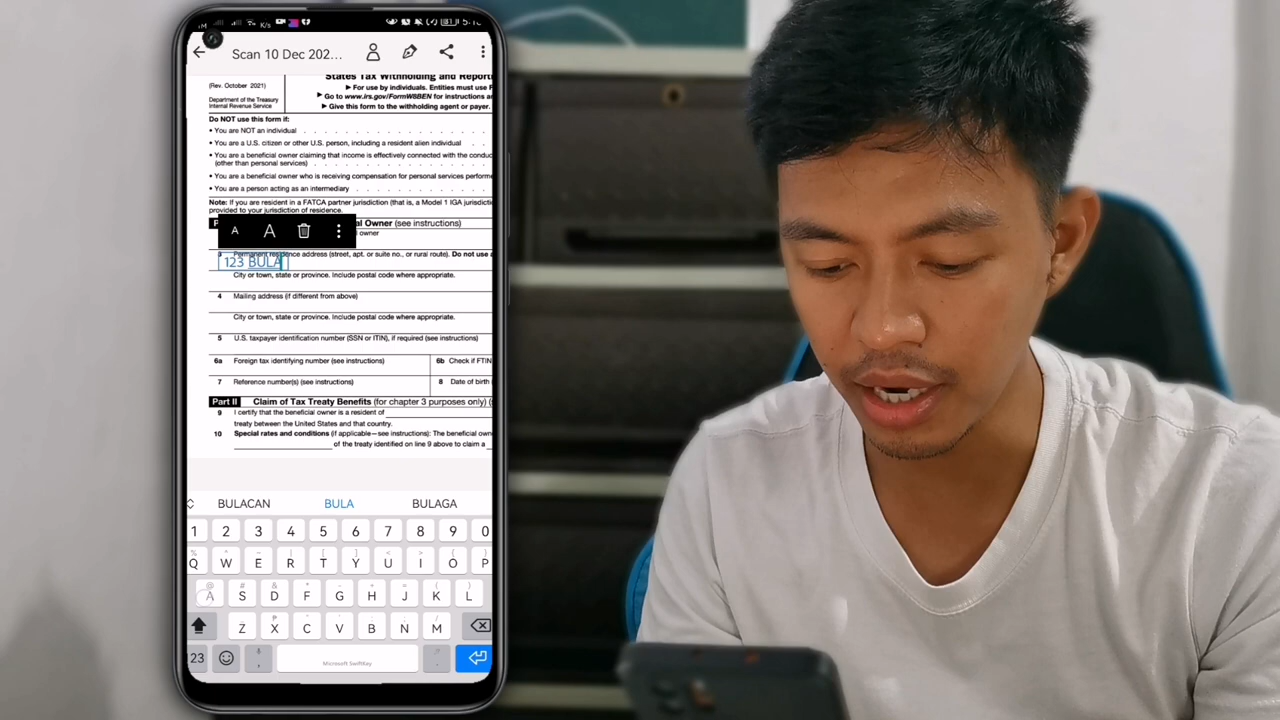 K/s
Scan 10 Dec 202...
States Tax Withholding and Report
(Rev. October 2021)
▶ For use by individuals. Entities must use F
▶ Go to www.irs.gov/FormW8BEN for instructions a
Department of the Treasury
Internal Revenue Service
▶ Give this form to the withholding agent or payer.
Do NOT use this form if:
• You are NOT an individual
• You are a U.S. citizen or other U.S. person, including a resident alien individual
• You are a beneficial owner claiming that income is effectively connected with the conduc
(other than personal services)
• You are a beneficial owner who is receiving compensation for personal services perform
• You are a person acting as an intermediary
Note: If you are resident in a FATCA partner jurisdiction (that is, a Model 1 IGA jurisdicti
provided to your jurisdiction of residence.
P
al Owner (see instructions)
A A
l owner
3 Permanent residence address (street, apt. or suite no., or rural route). Do not use a
123 BULA
City or town, state or province. Include postal code where appropriate.
4 Mailing address (if different from above)
City or town, state or province. Include postal code where appropriate.
5 U.S. taxpayer identification number (SSN or ITIN), if required (see instructions)
6a Foreign tax identifying number (see instructions) 6b Check if FTIN
7 Reference number(s) (see instructions) 8 Date of birth
Part II Claim of Tax Treaty Benefits (for chapter 3 purposes only) (
9 I certify that the beneficial owner is a resident of
treaty between the United States and that country.
10 Special rates and conditions (if applicable—see instructions): The beneficial own
of the treaty identified on line 9 above to claim a
BULACAN BULA BULAGA
1 2 3 4 5 6 7 8 9 0
Q W E R T Y U I O P
A S D F G H J K L
Z X C V B N M
123 Microsoft SwiftKey